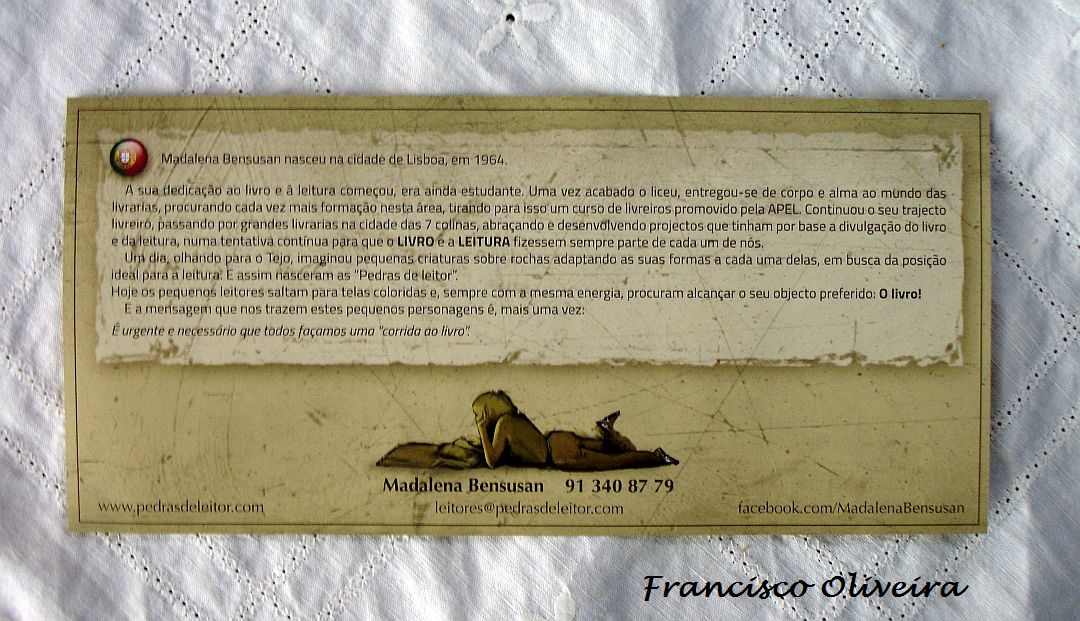 Madalena Bensusan nasceu na cidade de Lisboa, em 1964.
A sua dedicação ao livro e à leitura começou, era ainda estudante. Uma vez acabado o liceu, entregou-se de corpo e alma ao mundo das
livrarias, procurando cada vez mais formação nesta área, tirando para isso um curso de livreiros promovido pela APEL. Continuou o seu trajecto
livreiro, passando por grandes livrarias na cidade das 7 colinas, abraçando e desenvolvendo projectos que tinham por base a divulgação do livro
e da leitura, numa tentativa contínua para que o LIVRO e a LEITURA fizessem sempre parte de cada um de nós.
Um dia, olhando para o Tejo, imaginou pequenas criaturas sobre rochas adaptando as suas formas a cada uma delas, em busca da posição
ideal para a leitura. E assim nasceram as "Pedras de leitor".
Hoje os pequenos leitores saltam para telas coloridas e, sempre com a mesma energia, procuram alcançar o seu objecto preferido: O livro!
E a mensagem que nos trazem estes pequenos personagens é, mais uma vez:
É urgente e necessário que todos façamos uma "corrida ao livro".
Madalena Bensusan 91 340 87 79
www.pedrasdeleitor.com leitores@pedrasdeleitor.com facebook.com/MadalenaBensusan
Francisco Oliveira